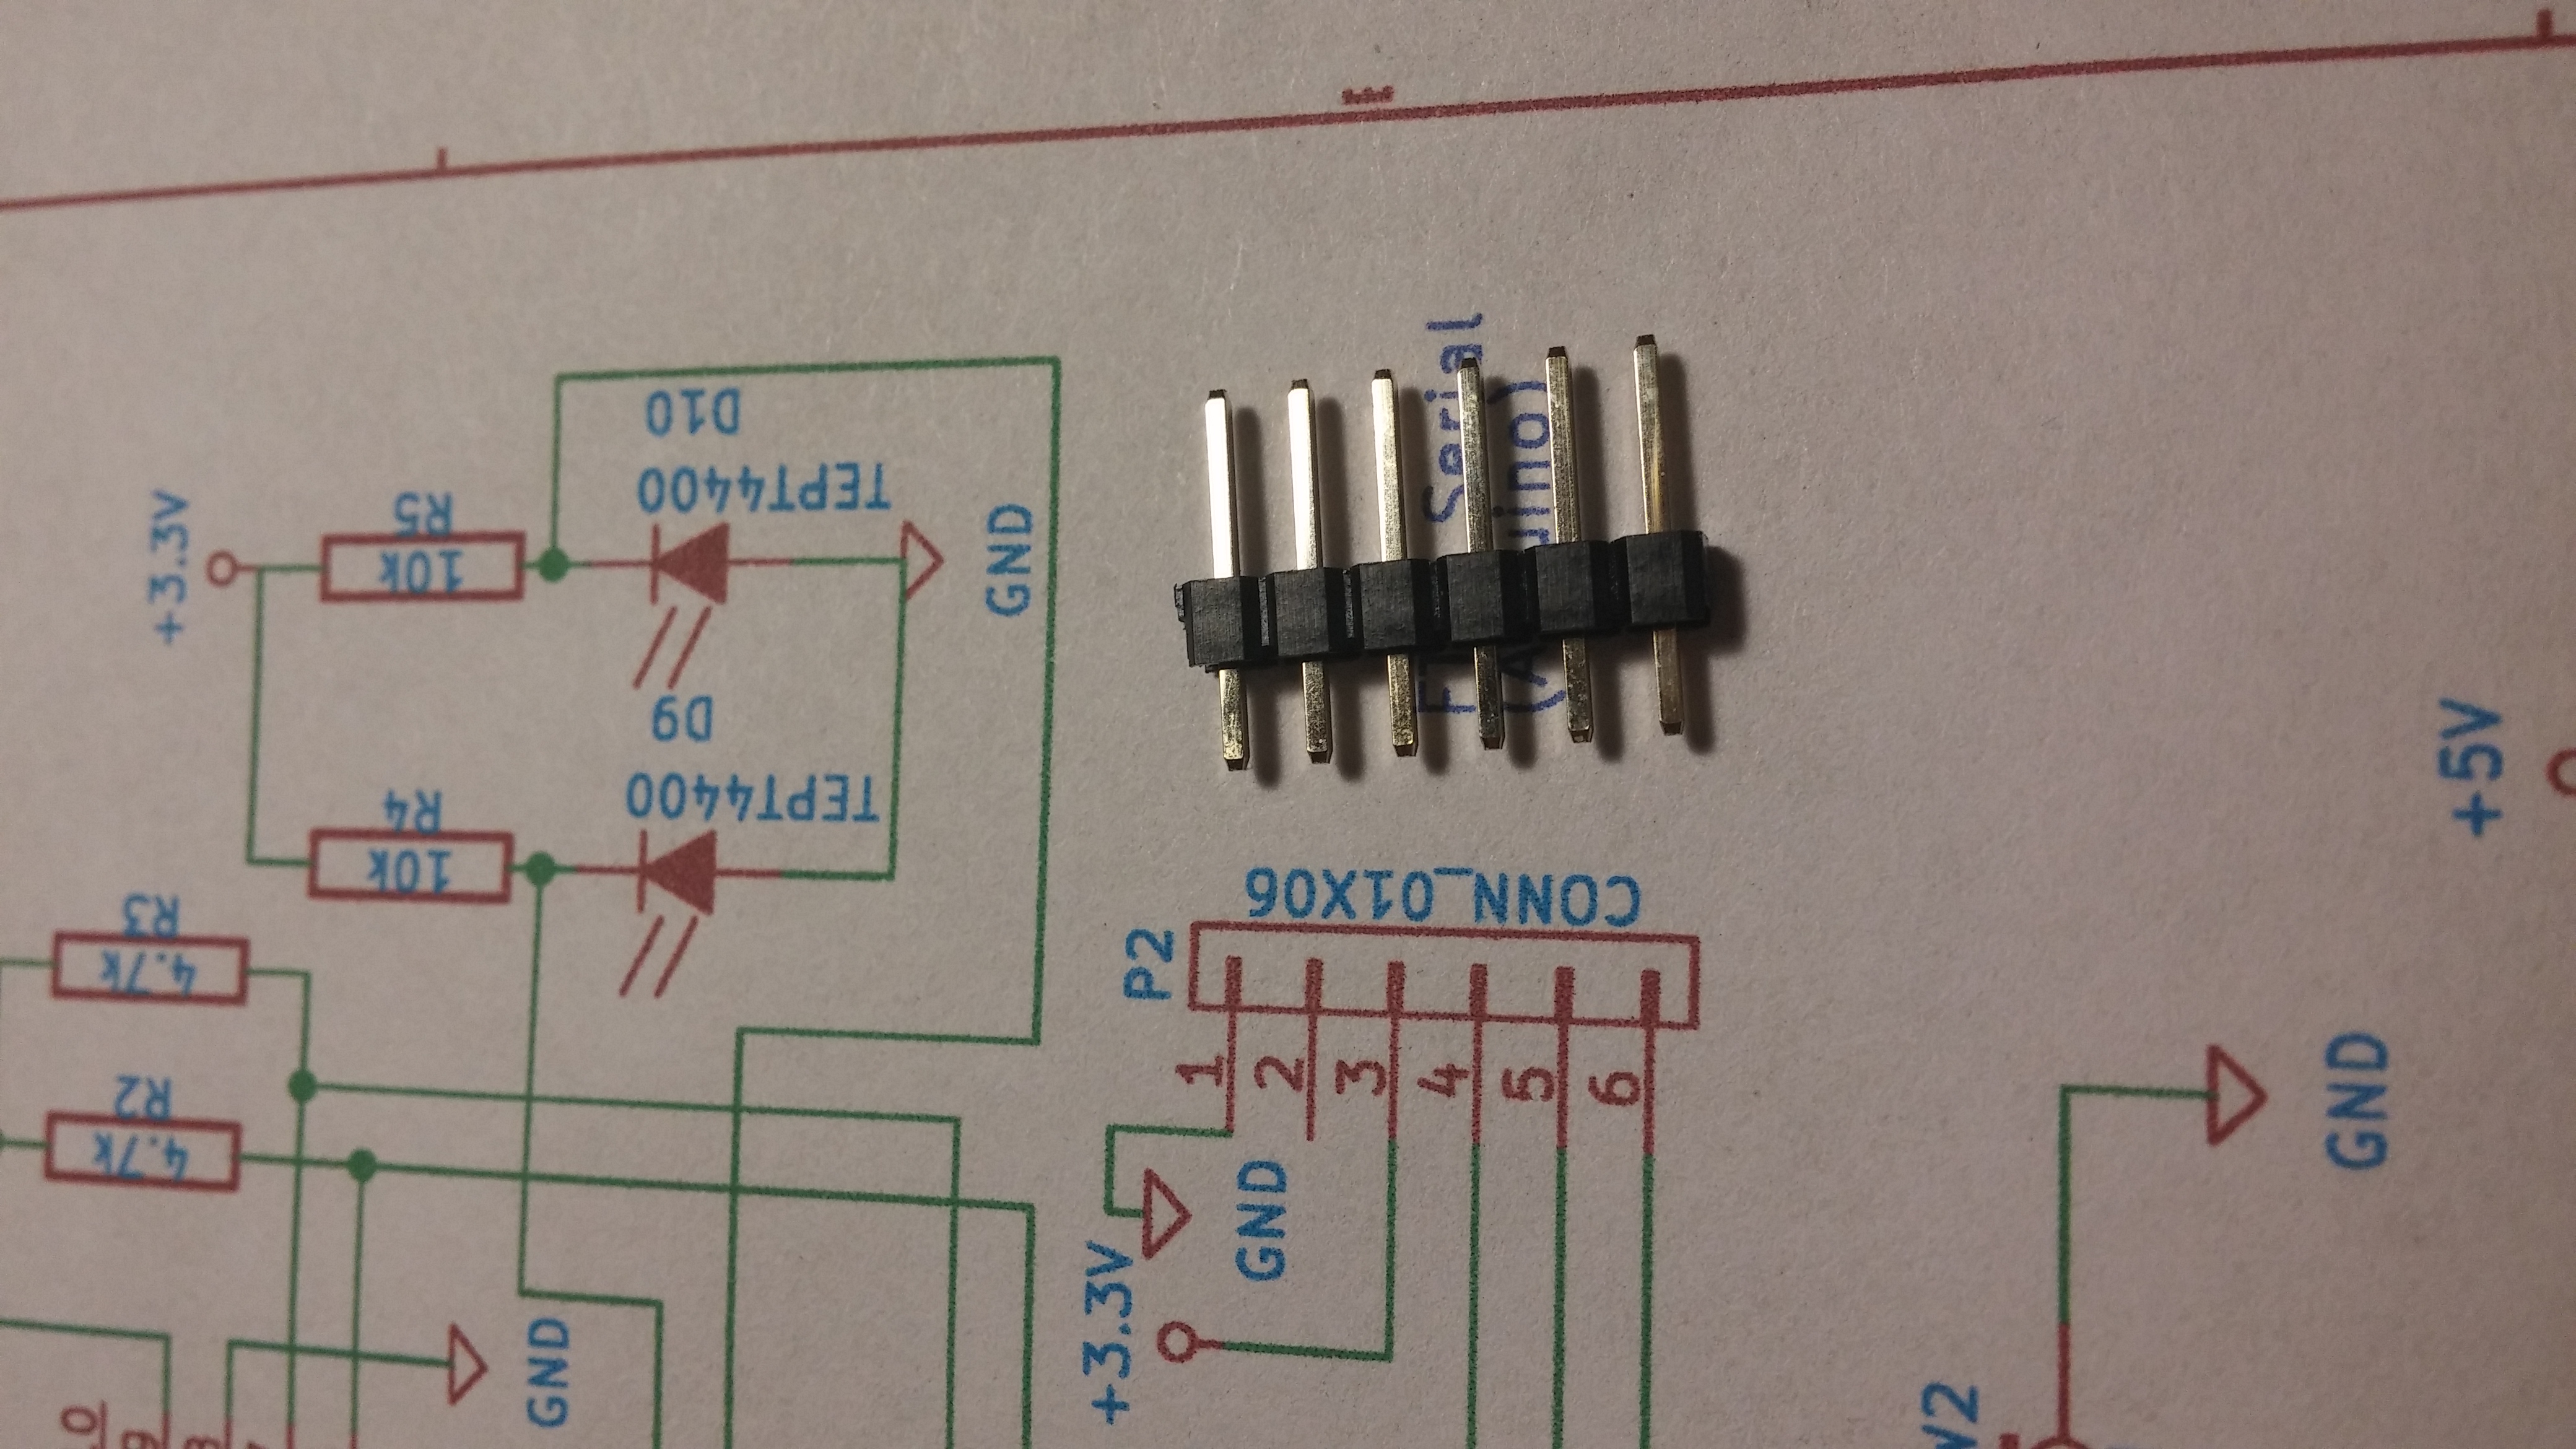 4.7k
R2
4.7k
R3
+3.3V
10k
R4
10k
R5
GND
TEPT4400
D9
TEPT4400
D10
GND
+3.3V
GND
P2
1
2
3
4
5
6
CONN_01X06
Serial
GND
+5V